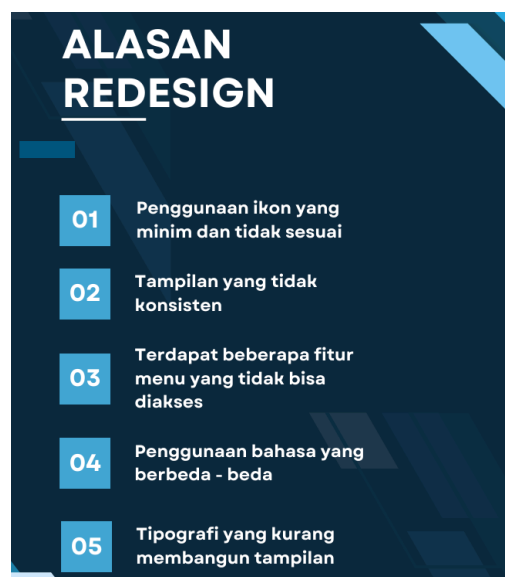 ALASAN
REDESIGN
01
Penggunaan ikon yang
minim dan tidak sesuai
02
Tampilan yang tidak
konsisten
03
Terdapat beberapa fitur
menu yang tidak bisa
diakses
04
Penggunaan bahasa yang
berbeda - beda
05
Tipografi yang kurang
membangun tampilan